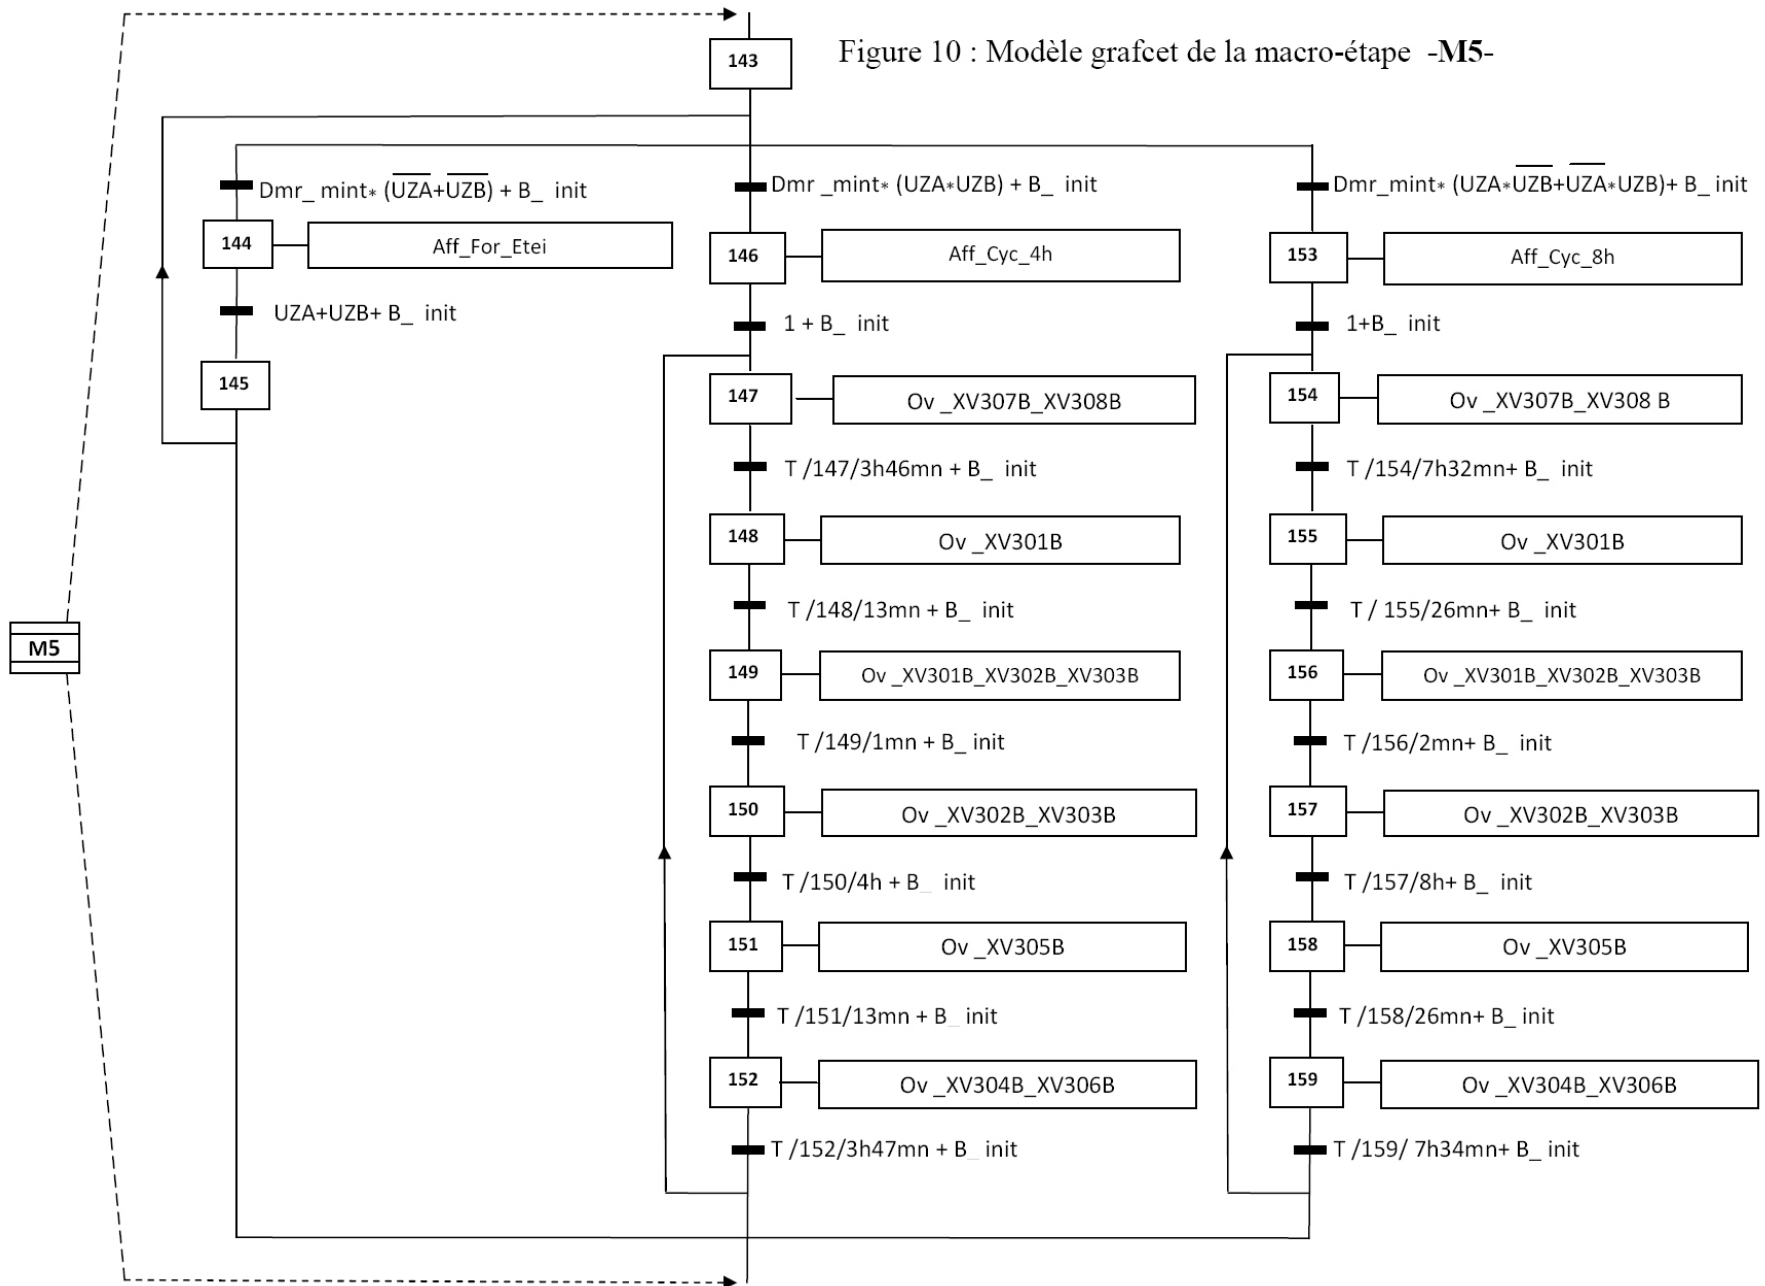 143
Figure 10 : Modèle grafcet de la macro-étape -M5-
Dmr_ mint* (U̅Z̅A̅+U̅Z̅B̅) + B_ init
144
Aff_For_Etei
UZA+UZB+ B_ init
145
M5
Dmr _mint* (UZA*UZB) + B_ init
146
Aff_Cyc_4h
1 + B_ init
147
Ov _XV307B_XV308B
T /147/3h46mn + B_ init
148
Ov _XV301B
T /148/13mn + B_ init
149
Ov _XV301B_XV302B_XV303B
T /149/1mn + B_ init
150
Ov _XV302B_XV303B
T /150/4h + B_ init
151
Ov _XV305B
T /151/13mn + B_ init
152
Ov _XV304B_XV306B
T /152/3h47mn + B_ init
Dmr_mint* (UZA*U̅Z̅B̅+U̅Z̅A̅*UZB)+ B_ init
153
Aff_Cyc_8h
1+B_ init
154
Ov _XV307B_XV308 B
T /154/7h32mn+ B_ init
155
Ov _XV301B
T / 155/26mn+ B_ init
156
Ov _XV301B_XV302B_XV303B
T /156/2mn+ B_ init
157
Ov _XV302B_XV303B
T /157/8h+ B_ init
158
Ov _XV305B
T /158/26mn+ B_ init
159
Ov _XV304B_XV306B
T /159/ 7h34mn+ B_ init